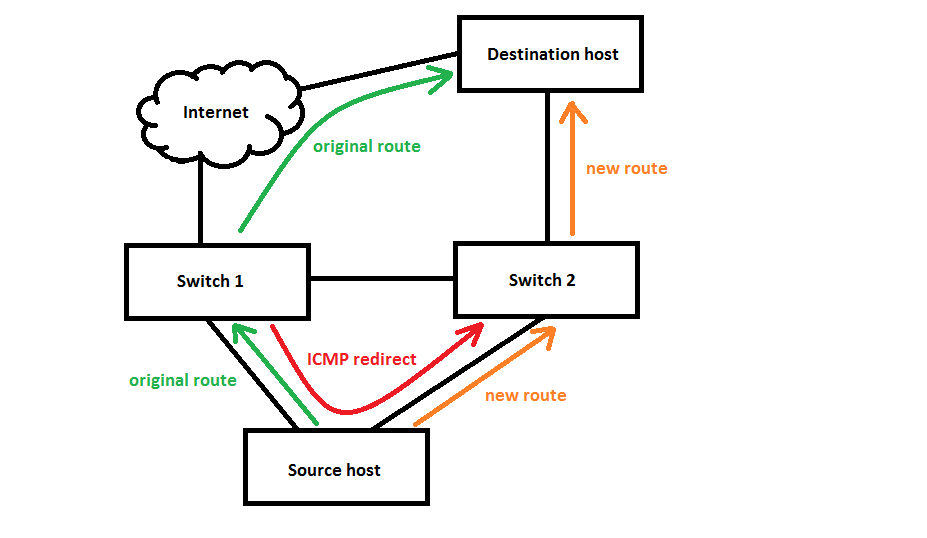 Destination host
Internet
original route
new route
Switch 1
Switch 2
ICMP redirect
original route
new route
Source host